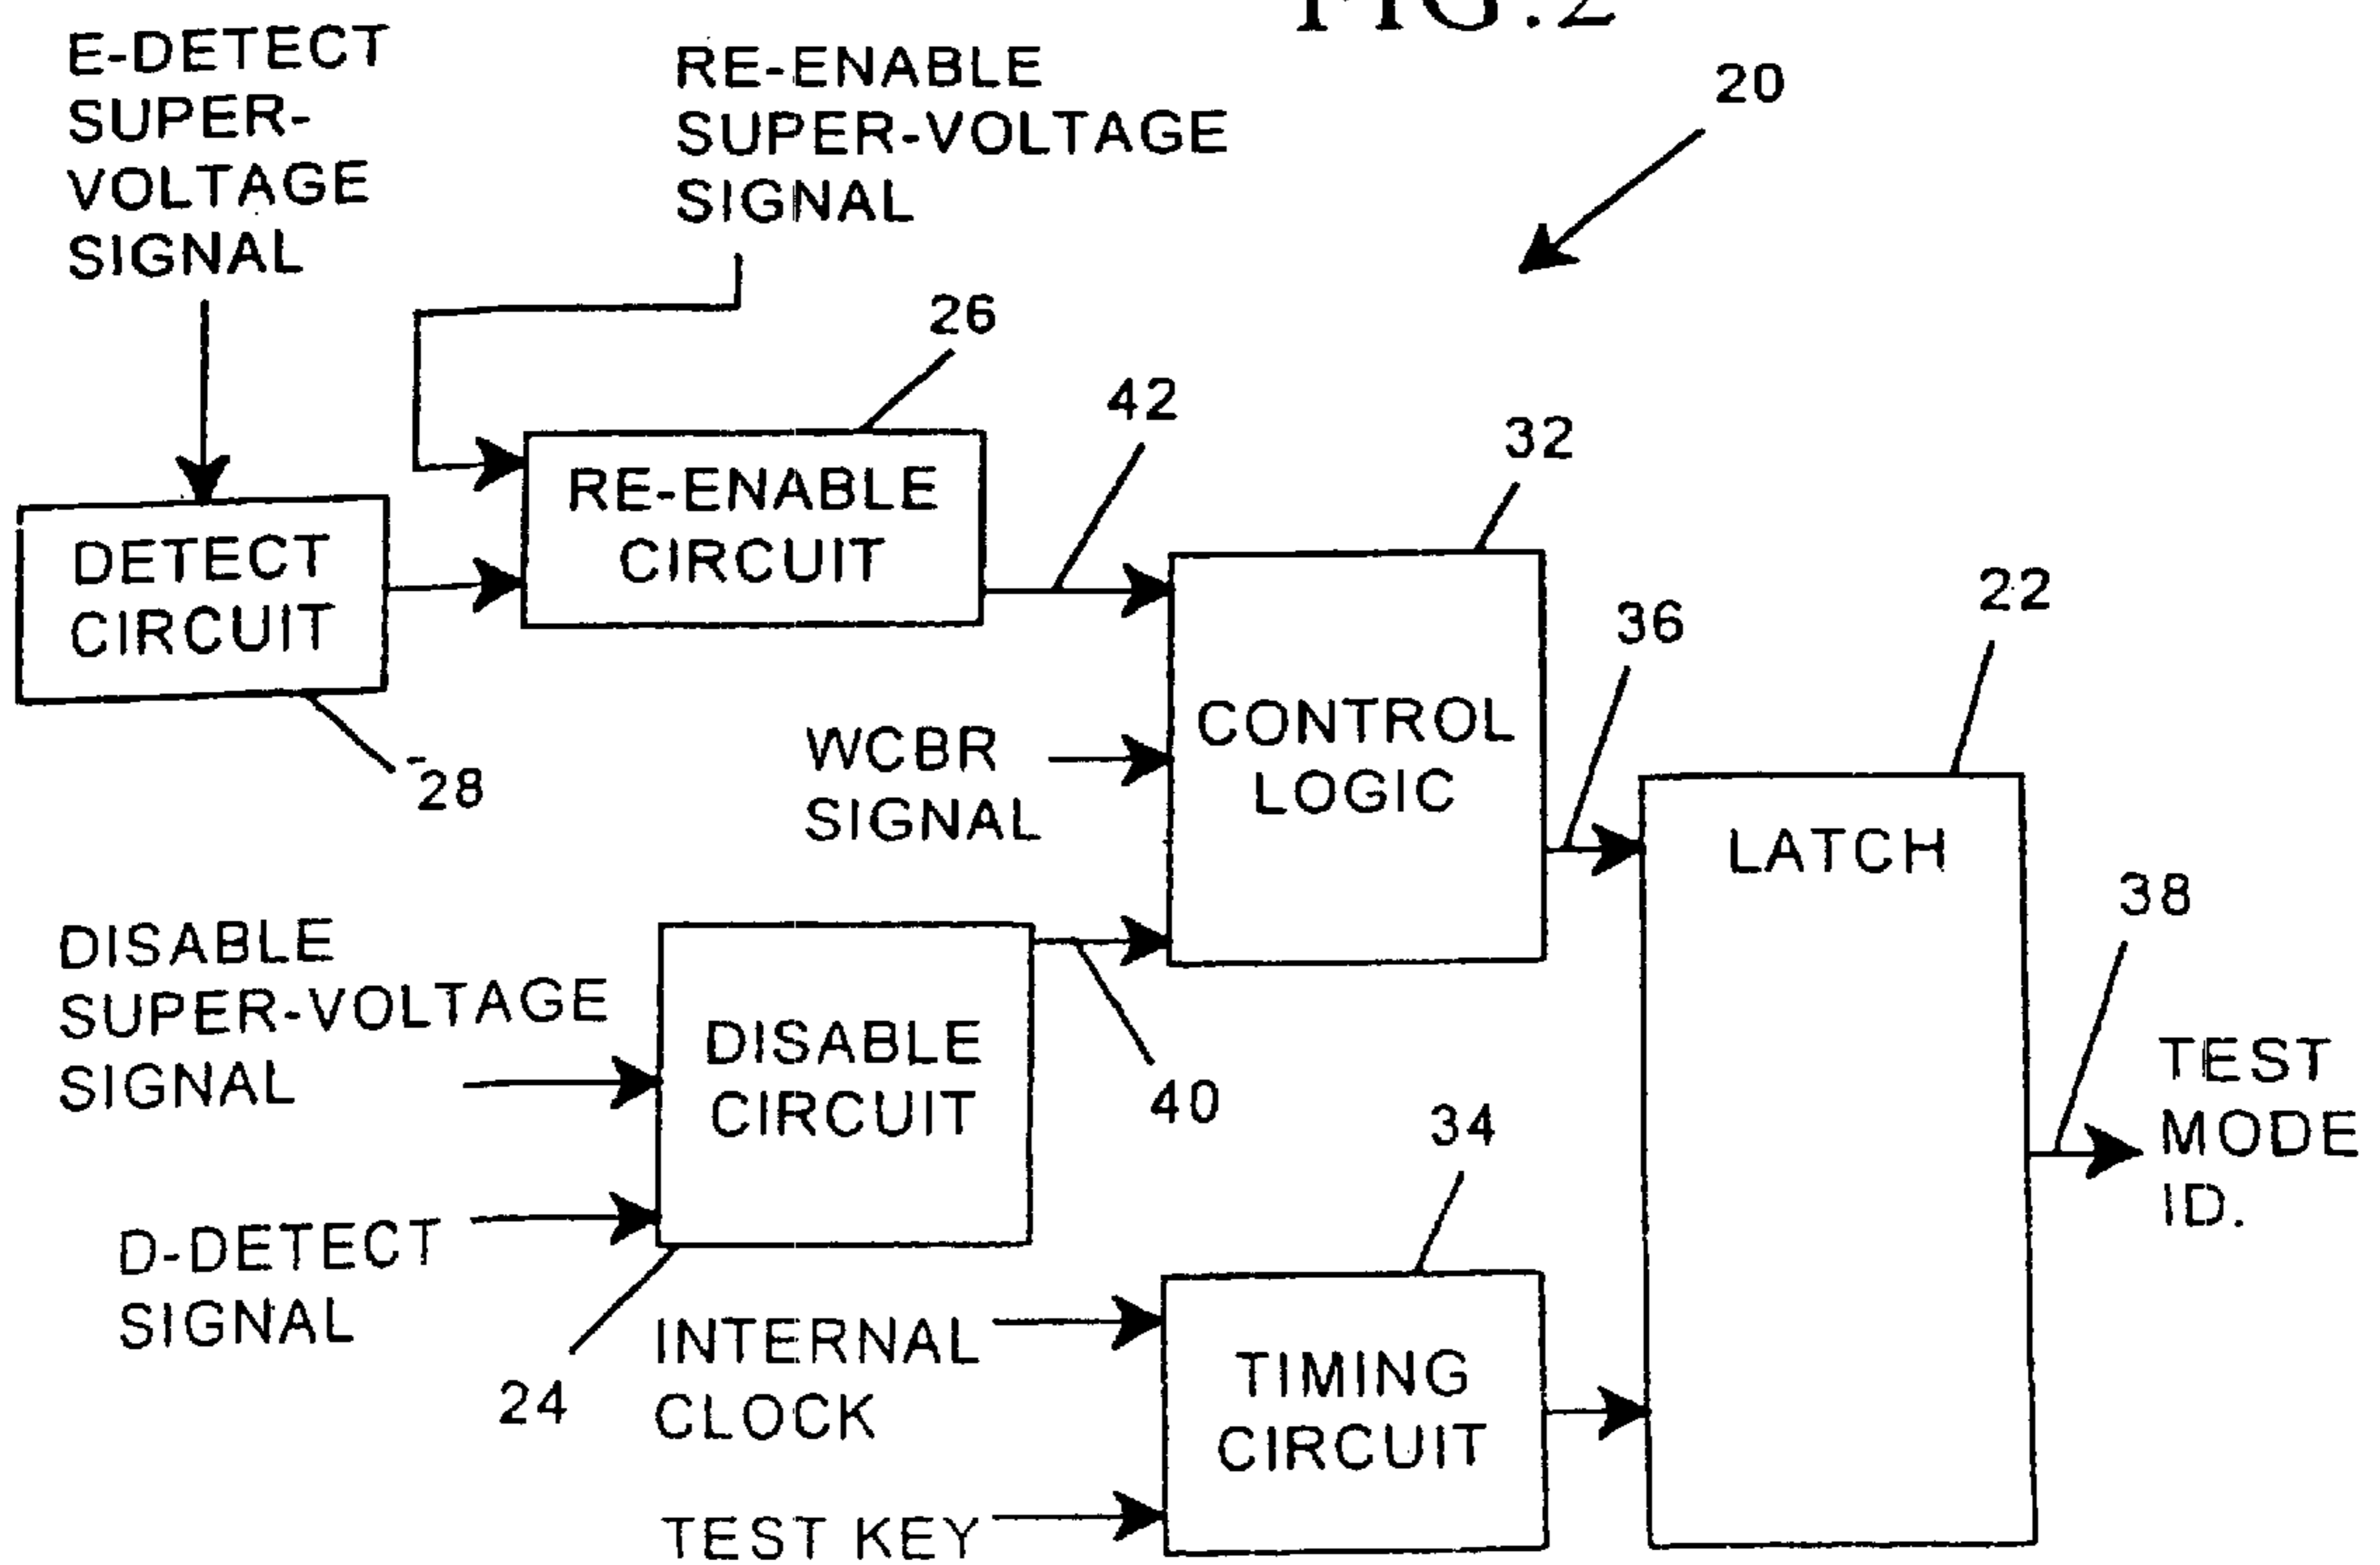 FIG.2
E-DETECT
SUPER-
VOLTAGE
SIGNAL
RE-ENABLE
SUPER-VOLTAGE
SIGNAL
20
26
42
32
RE-ENABLE
CIRCUIT
DETECT
CIRCUIT
28
22
36
WCBR
SIGNAL
CONTROL
LOGIC
LATCH
38
DISABLE
SUPER-VOLTAGE
SIGNAL
DISABLE
CIRCUIT
40
34
TEST
MODE
ID.
D-DETECT
SIGNAL
24
INTERNAL
CLOCK
TIMING
CIRCUIT
TEST KEY